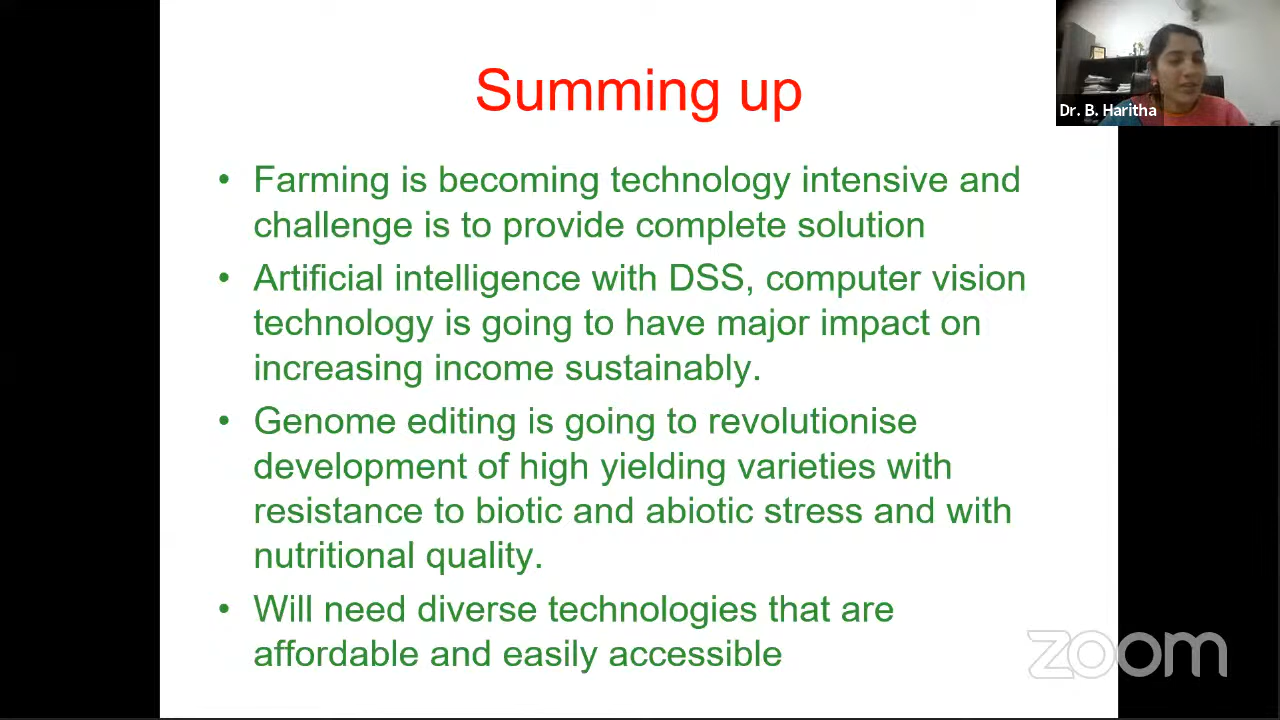 Summing up
Dr. B. Haritha
• Farming is becoming technology intensive and
challenge is to provide complete solution
• Artificial intelligence with DSS, computer vision
technology is going to have major impact on
increasing income sustainably.
• Genome editing is going to revolutionise
development of high yielding varieties with
resistance to biotic and abiotic stress and with
nutritional quality.
• Will need diverse technologies that are
affordable and easily accessible
zoom